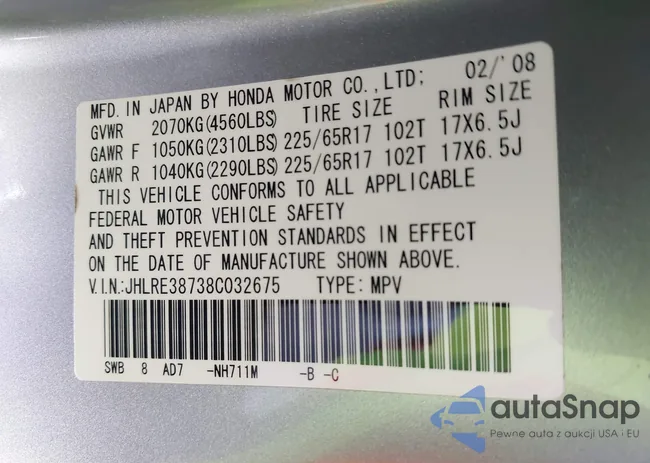 MFD. IN JAPAN BY HONDA MOTOR CO.,LTD; 02/'08
GVWR 2070KG(4560LBS) TIRE SIZE RIM SIZE
GAWR F 1050KG(2310LBS) 225/65R17 102T 17X6.5J
GAWR R 1040KG(2290LBS) 225/65R17 102T 17X6.5J
THIS VEHICLE CONFORMS TO ALL APPLICABLE
FEDERAL MOTOR VEHICLE SAFETY
AND THEFT PREVENTION STANDARDS IN EFFECT
ON THE DATE OF MANUFACTURE SHOWN ABOVE.
V.I.N:JHLRE38738C032675 TYPE: MPV
SWB 8 AD7 -NH711M -B -C
autaSnap
Pewne auta z aukcji USA · EU